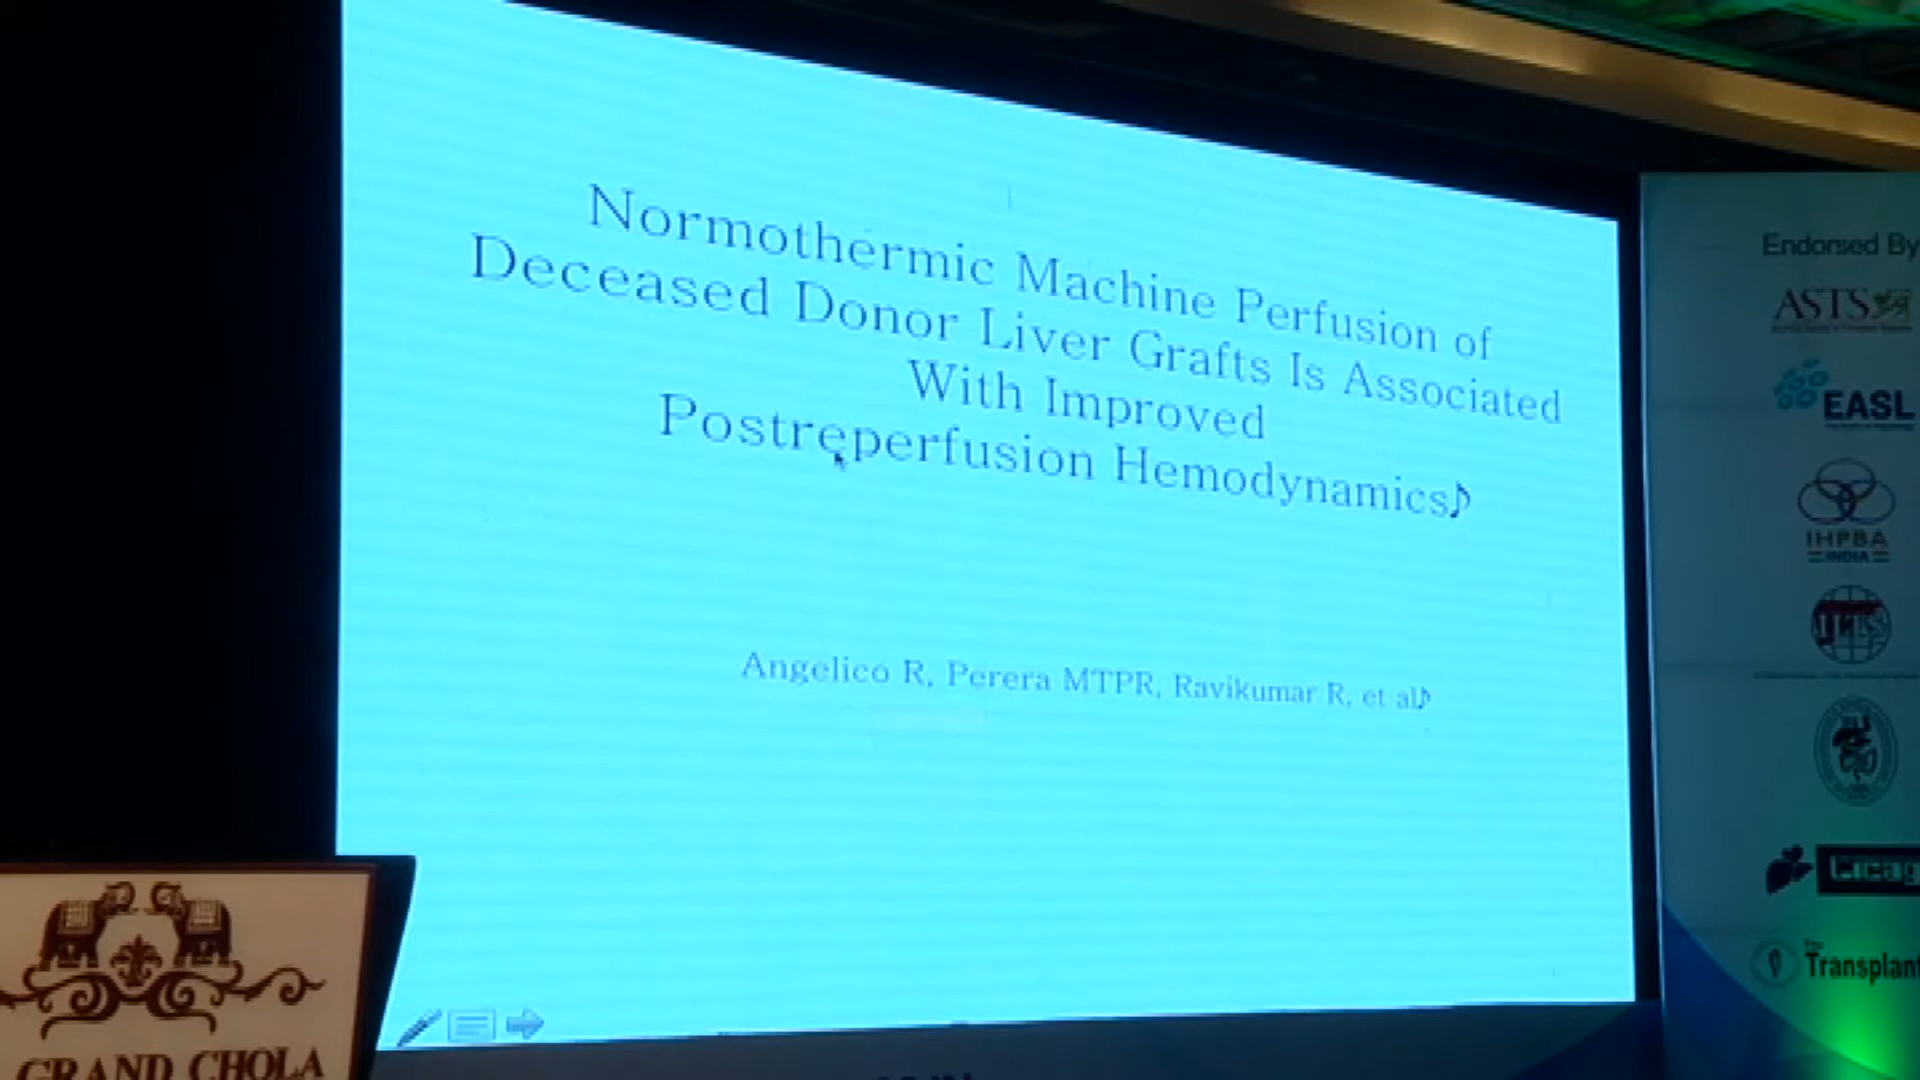 Normothermic Machine Perfusion of
Deceased Donor Liver Grafts Is Associated
With Improved
Postreperfusion Hemodynamics♪
Angelico R, Perera MTPR, Ravikumar R, et al♪
Endorsed By
ASTS
EASL
IHPBA
INDIA
Transplant
GRAND CHOLA